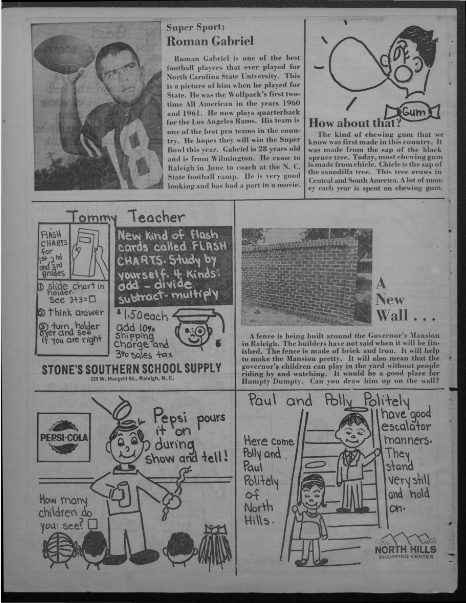 Super Sport:
Roman Gabriel
Roman Gabriel is one of the best
football players that ever played for
North Carolina State University. This
is a picture of him when he played for
State. He was the Wolfpack's first two-
time All American in the years 1960
and 1961. He now plays quarterback
for the Los Angeles Rams. His team is
one of the best pro teams in the coun-
try. He hopes they will win the Super
Bowl this year. Gabriel is 28 years old
and is from Wilmington. He came to
Raleigh in June to coach at the N. C.
State football camp. He is very good
looking and has had a part in a movie.
18
Gum
How about that?
The kind of chewing gum that we
know was first made in this country. It
was made from the sap of the black
spruce tree. Today, most chewing gum
is made from chicle. Chicle is the sap of
the sapodilla tree. This tree grows in
Central and South America. A lot of mon-
ey each year is spent on chewing gum.
Tommy Teacher
FLASH
CHARTS
for
1st, 2nd
and 3rd
grades
① slide chart in
holder.
See 3+3=□
② think answer
③ turn holder
over and see
if you are right
New kind of flash
cards called FLASH
CHARTS. Study by
yourself. 4 kinds:
add - divide
subtract - multiply
$1.50 each
add 10%
shipping
charge and
3% sales tax
STONE'S SOUTHERN SCHOOL SUPPLY
329 W. Hargett St., Raleigh, N. C.
A
New
Wall . . .
A fence is being built around the Governor's Mansion
in Raleigh. The builders have not said when it will be fin-
ished. The fence is made of brick and iron. It will help
to make the Mansion pretty. It will also mean that the
governor's children can play in the yard without people
riding by and watching. It would be a good place for
Humpty Dumpty. Can you draw him up on the wall?
PEPSI-COLA
Pepsi pours
it on
during
show and tell!
How many
children do
you see? □
Paul and Polly Politely
Here come
Polly and
Paul
Politely
of
North
Hills.
have good
escalator
manners.
They
stand
very still
and hold
on.
NORTH HILLS
SHOPPING CENTER